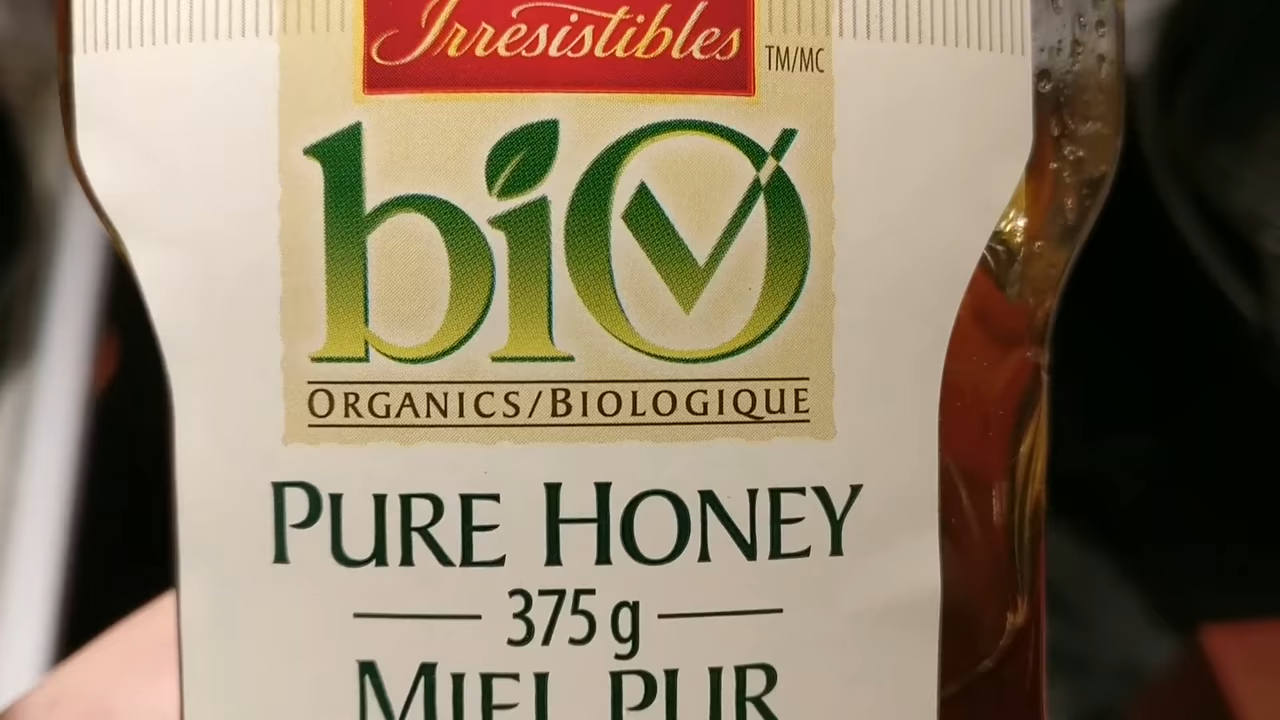 Irresistibles
TM/MC
biO
ORGANICS/BIOLOGIQUE
PURE HONEY
375 g
MIEL PUR